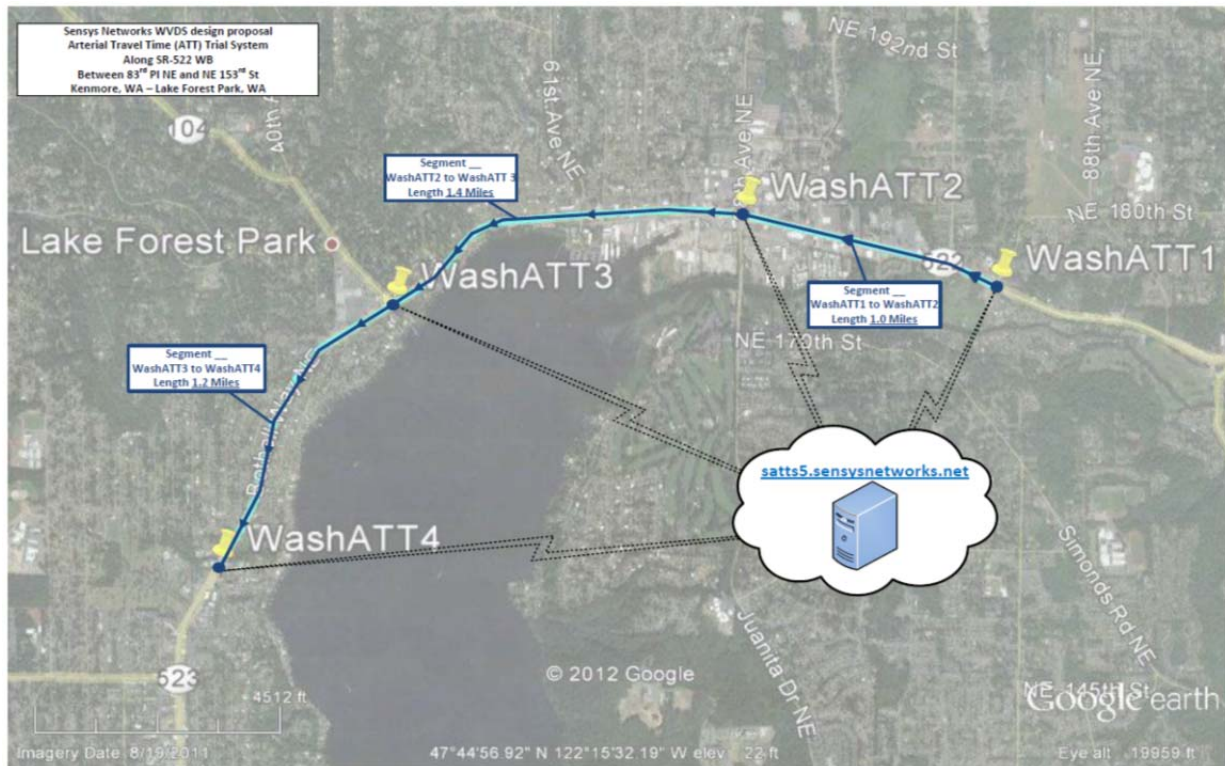 Sensys Networks WVDS design proposal
Arterial Travel Time (ATT) Trial System
Along SR-522 WB
Between 83rd Pl NE and NE 153rd St
Kenmore, WA – Lake Forest Park, WA
NE 192nd St
61st Ave NE
Ave NE
88th Ave NE,
104
40th
Segment __
WashATT2 to WashATT 3
Length 1.4 Miles
WashATT2
NE 180th St
Lake Forest Park
WashATT3
522
WashATT1
Segment __
WashATT1 to WashATT2
Length 1.0 Miles
NE 170th St
Segment __
WashATT3 to WashATT4
Length 1.2 Miles
satts5.sensysnetworks.net
WashATT4
Simonds Rd NE
Juanita Dr NE
© 2012 Google
523
4512 ft
NE 145th St
Google earth
Imagery Date: 8/19/2011
47°44'56.92" N 122°15'32.19" W elev 22 ft
Eye alt 19959 ft